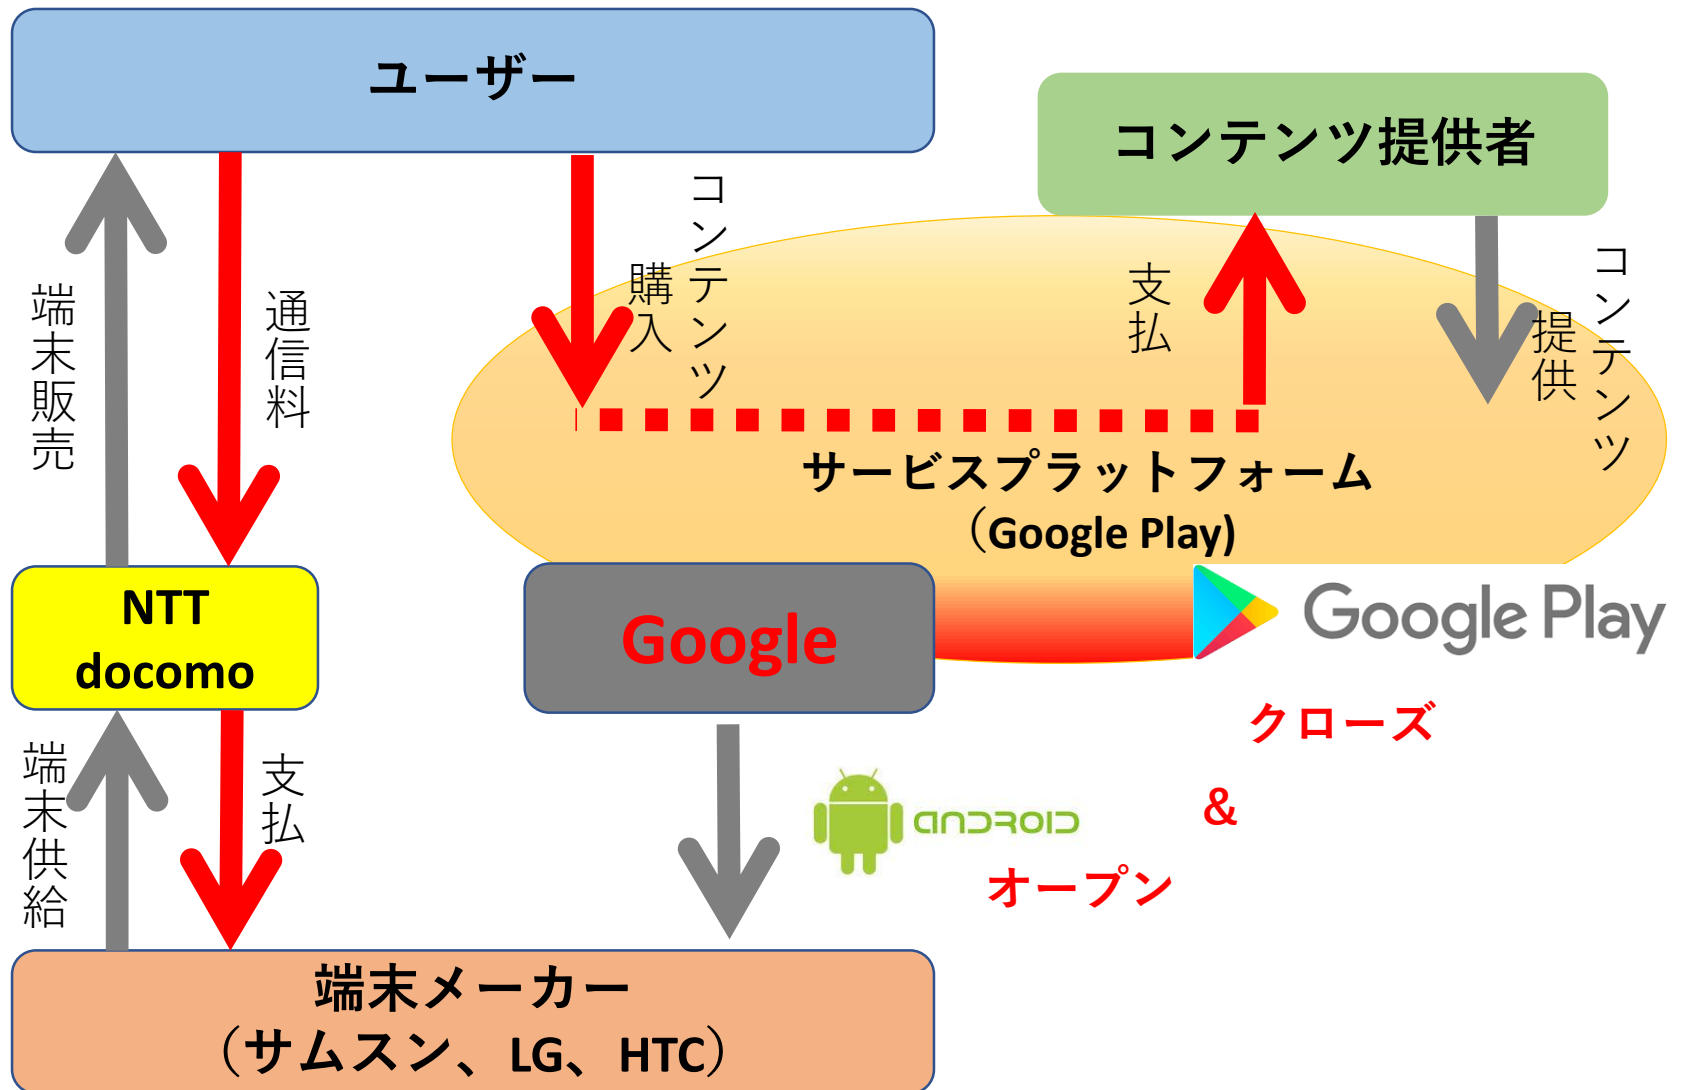 ユーザー
コンテンツ提供者
端末販売
通信料
コンテンツ
購入
支払
コンテンツ
提供
サービスプラットフォーム
（Google Play)
NTT
docomo
Google
Google Play
クローズ
&
オープン
ANDROID
端末供給
支払
端末メーカー
（サムスン、LG、HTC）